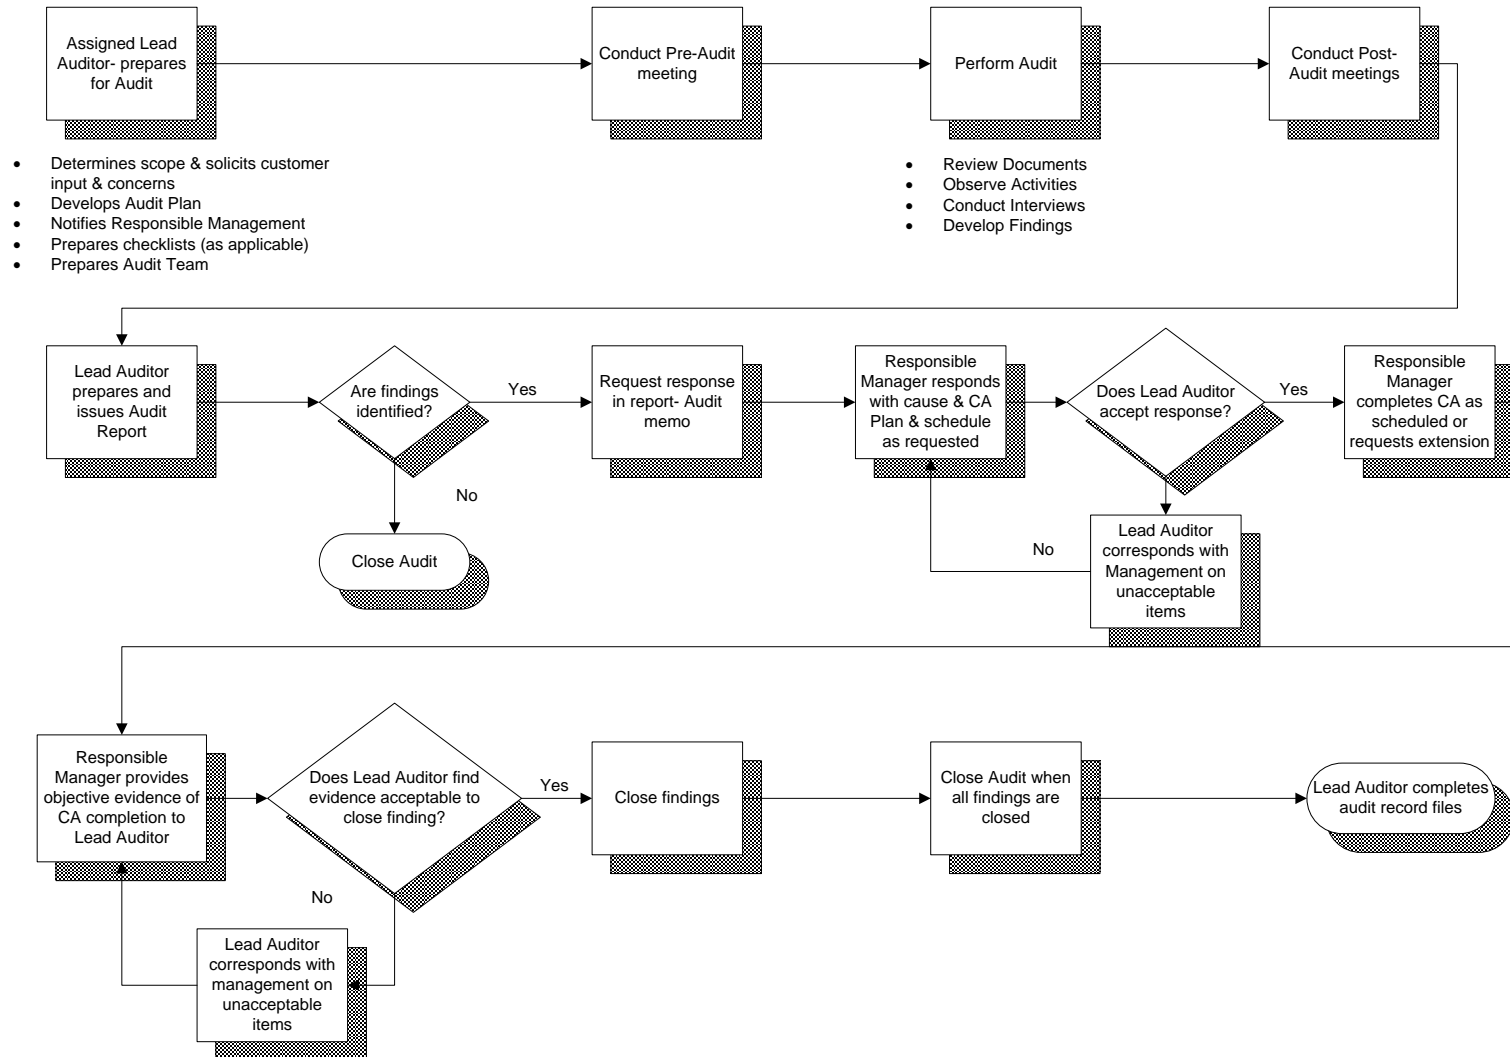 Assigned Lead
Auditor- prepares
for Audit
Conduct Pre-Audit
meeting
Perform Audit
Conduct Post-
Audit meetings
• Determines scope & solicits customer
input & concerns
• Develops Audit Plan
• Notifies Responsible Management
• Prepares checklists (as applicable)
• Prepares Audit Team
• Review Documents
• Observe Activities
• Conduct Interviews
• Develop Findings
Lead Auditor
prepares and
issues Audit
Report
Are findings
identified?
Yes
No
Close Audit
Request response
in report- Audit
memo
Responsible
Manager responds
with cause & CA
Plan & schedule
as requested
Does Lead Auditor
accept response?
Yes
Responsible
Manager
completes CA as
scheduled or
requests extension
Lead Auditor
corresponds with
Management on
unacceptable
items
No
Responsible
Manager provides
objective evidence of
CA completion to
Lead Auditor
Does Lead Auditor find
evidence acceptable to
close finding?
Yes
No
Lead Auditor
corresponds with
management on
unacceptable
items
Close findings
Close Audit when
all findings are
closed
Lead Auditor completes
audit record files